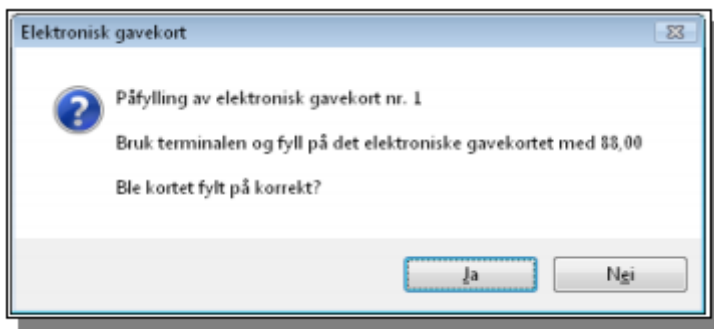 Elektronisk gavekort
Påfylling av elektronisk gavekort nr. 1
Bruk terminalen og fyll på det elektroniske gavekortet med 88,00
Ble kortet fylt på korrekt?
Ja Nei